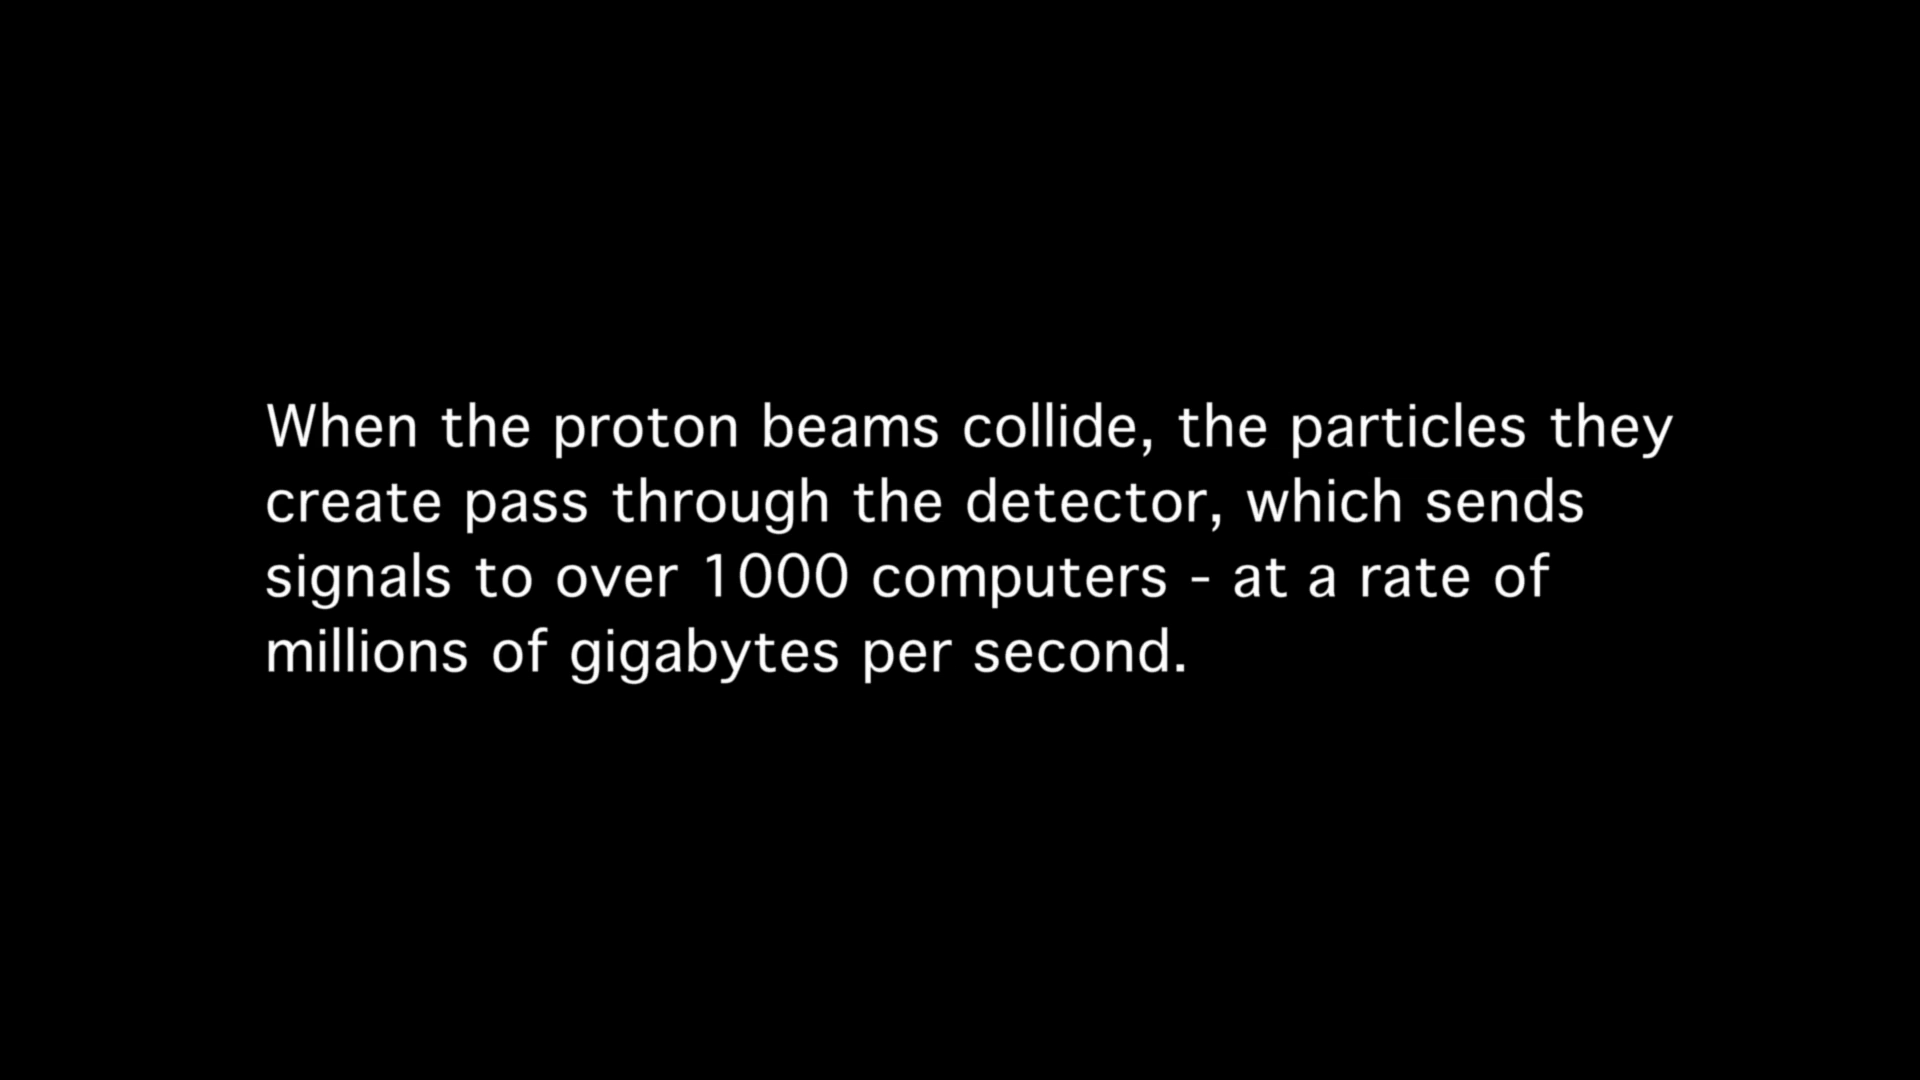 When the proton beams collide, the particles they
create pass through the detector, which sends
signals to over 1000 computers - at a rate of
millions of gigabytes per second.